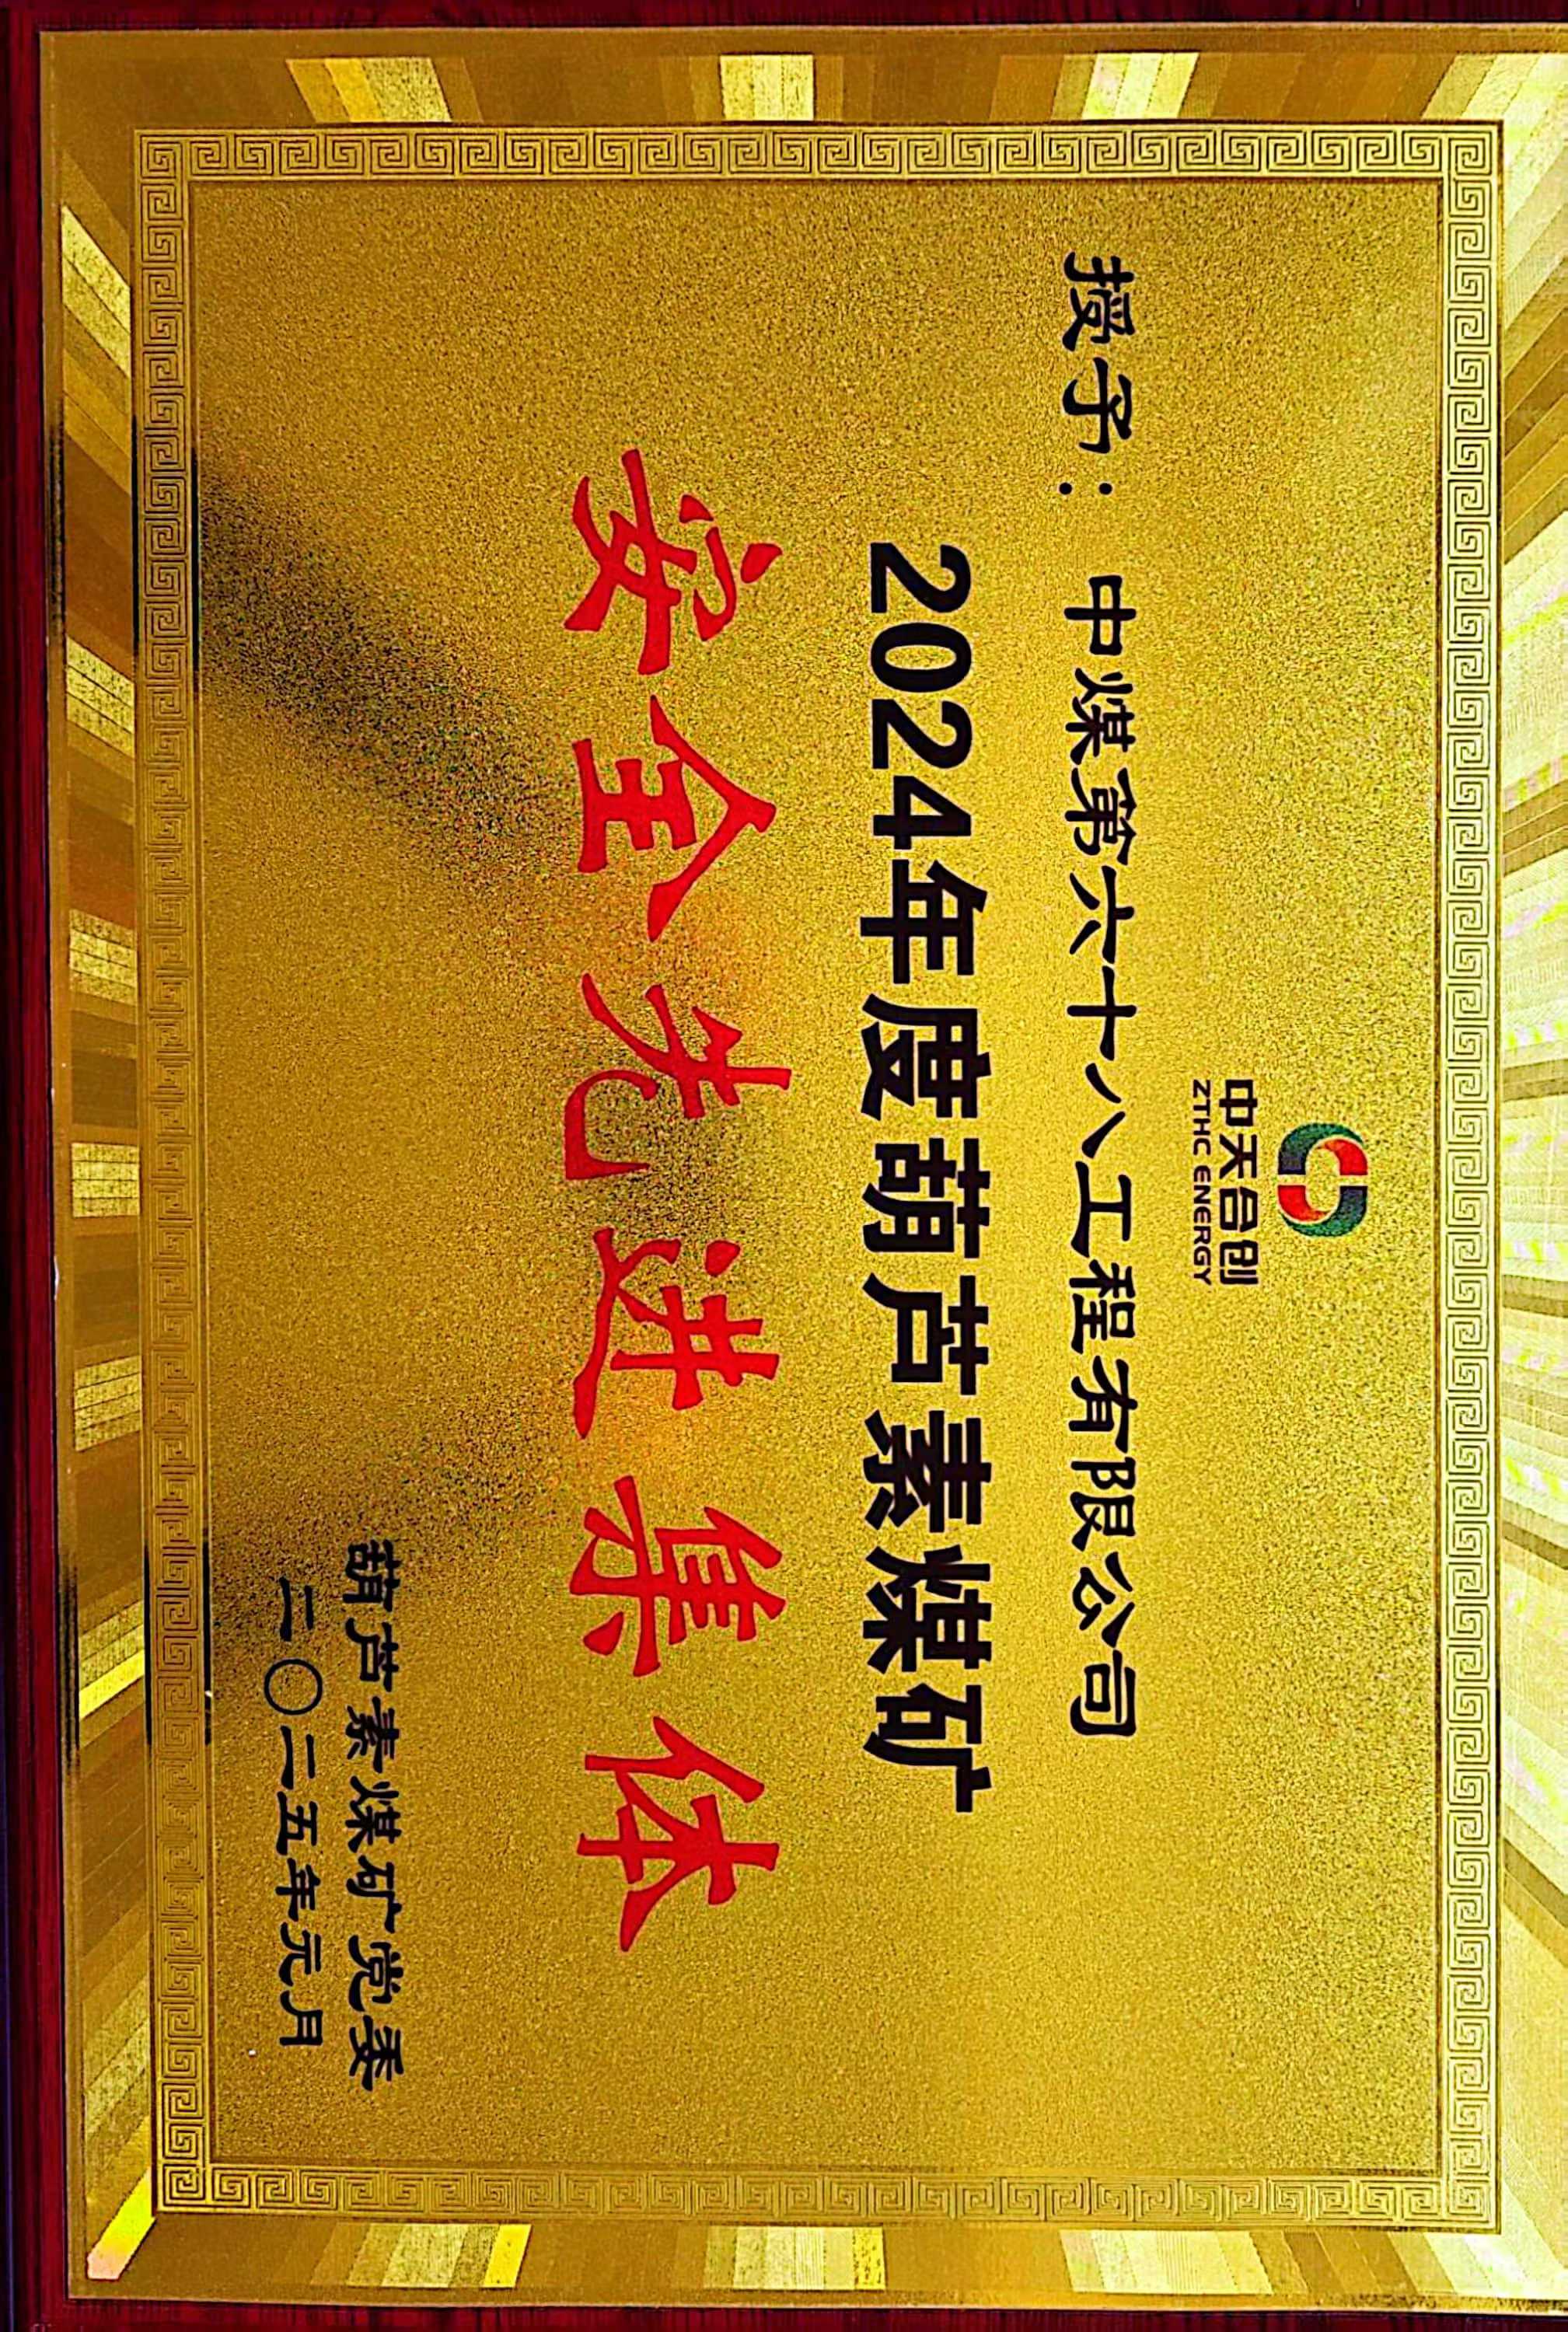 中天合创
ZTHC ENERGY
授予：中煤第六十八工程有限公司
2024年度葫芦素煤矿
安全先进集体
葫芦素煤矿党委
二〇二五年元月